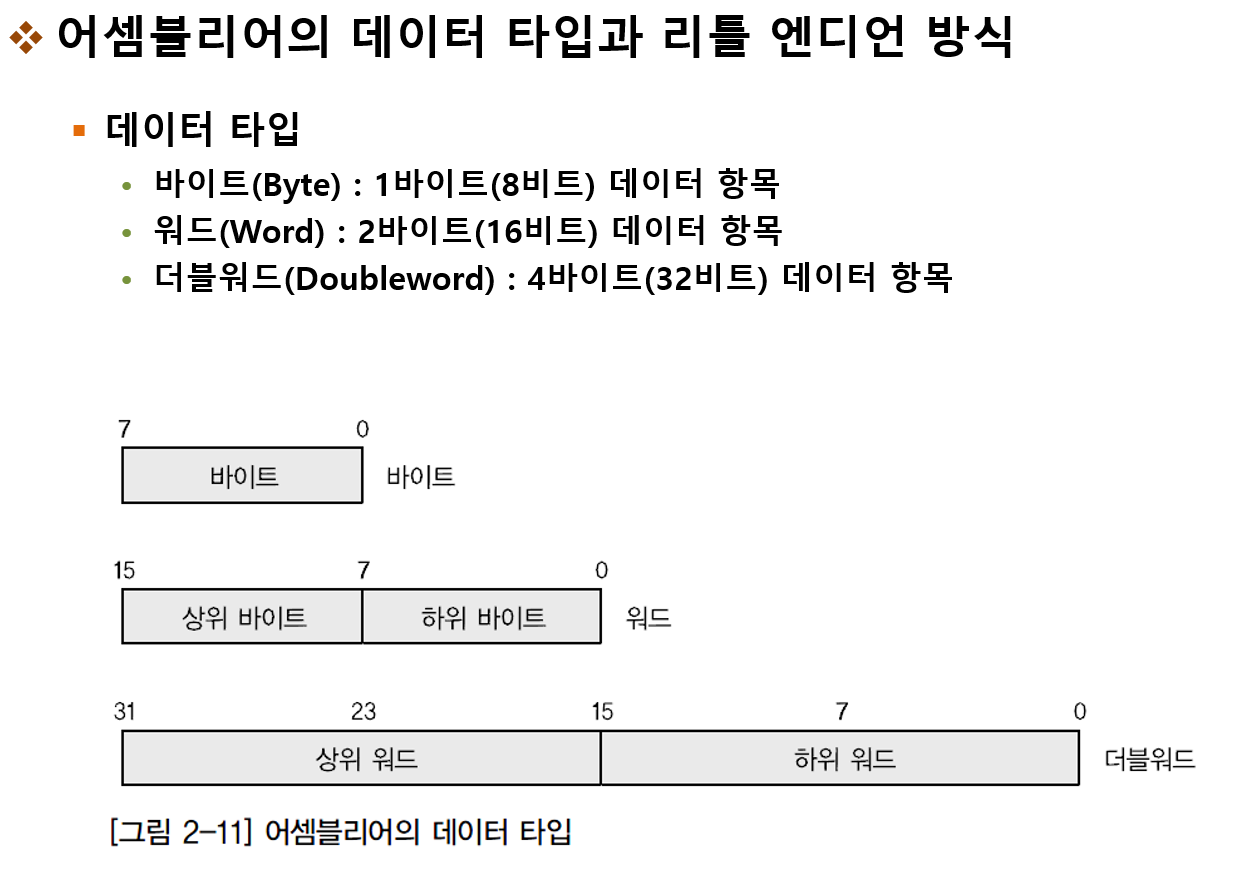 어셈블리어의 데이터 타입과 리틀 엔디언 방식
데이터 타입
바이트(Byte) : 1바이트(8비트) 데이터 항목
워드(Word) : 2바이트(16비트) 데이터 항목
더블워드(Doubleword) : 4바이트(32비트) 데이터 항목
7 0
바이트 바이트
15 7 0
상위 바이트 하위 바이트 워드
31 23 15 7 0
상위 워드 하위 워드 더블워드
[그림 2–11] 어셈블리어의 데이터 타입